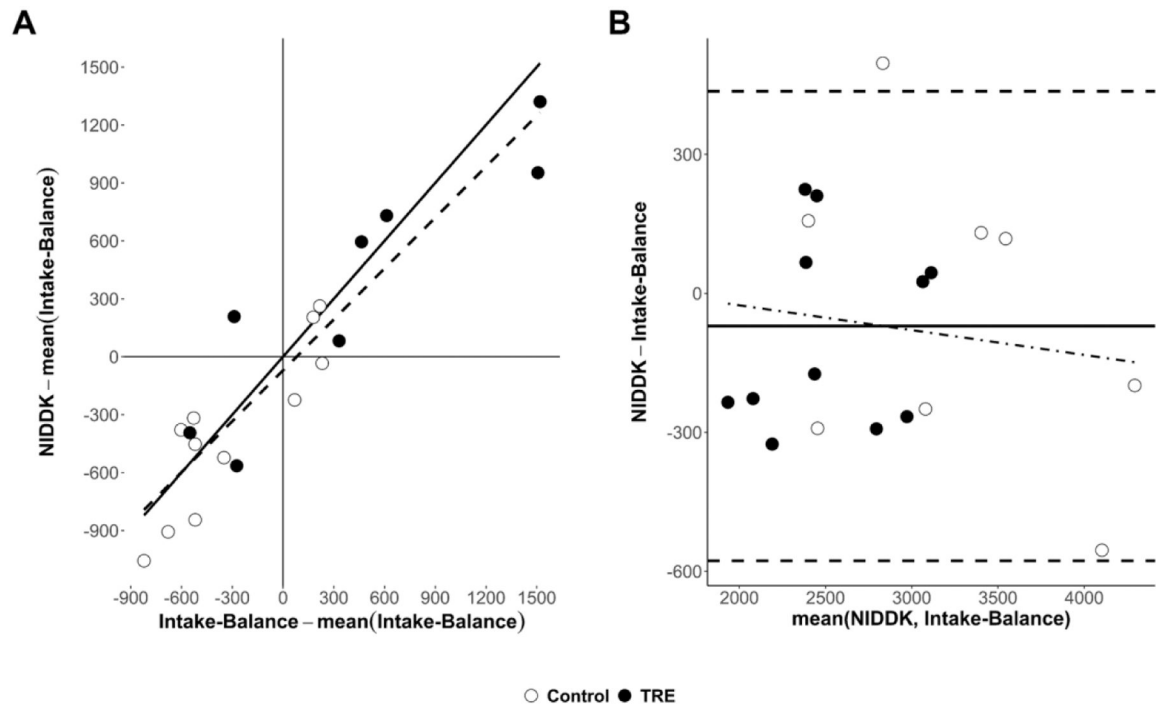 A
B
NIDDK – mean(Intake-Balance)
1500
1200
900
600
300
0
-300
-600
-900
-900 -600 -300 0 300 600 900 1200 1500
Intake-Balance – mean(Intake-Balance)
NIDDK – Intake-Balance
300
0
-300
-600
2000 2500 3000 3500 4000
mean(NIDDK, Intake-Balance)
Control TRE